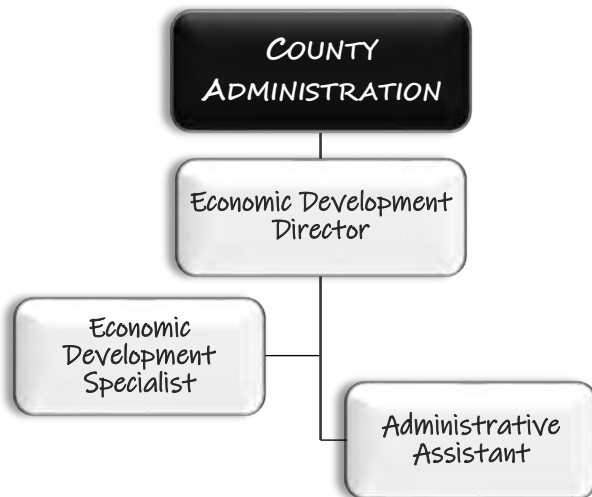 COUNTY
ADMINISTRATION
Economic Development
Director
Economic
Development
Specialist
Administrative
Assistant